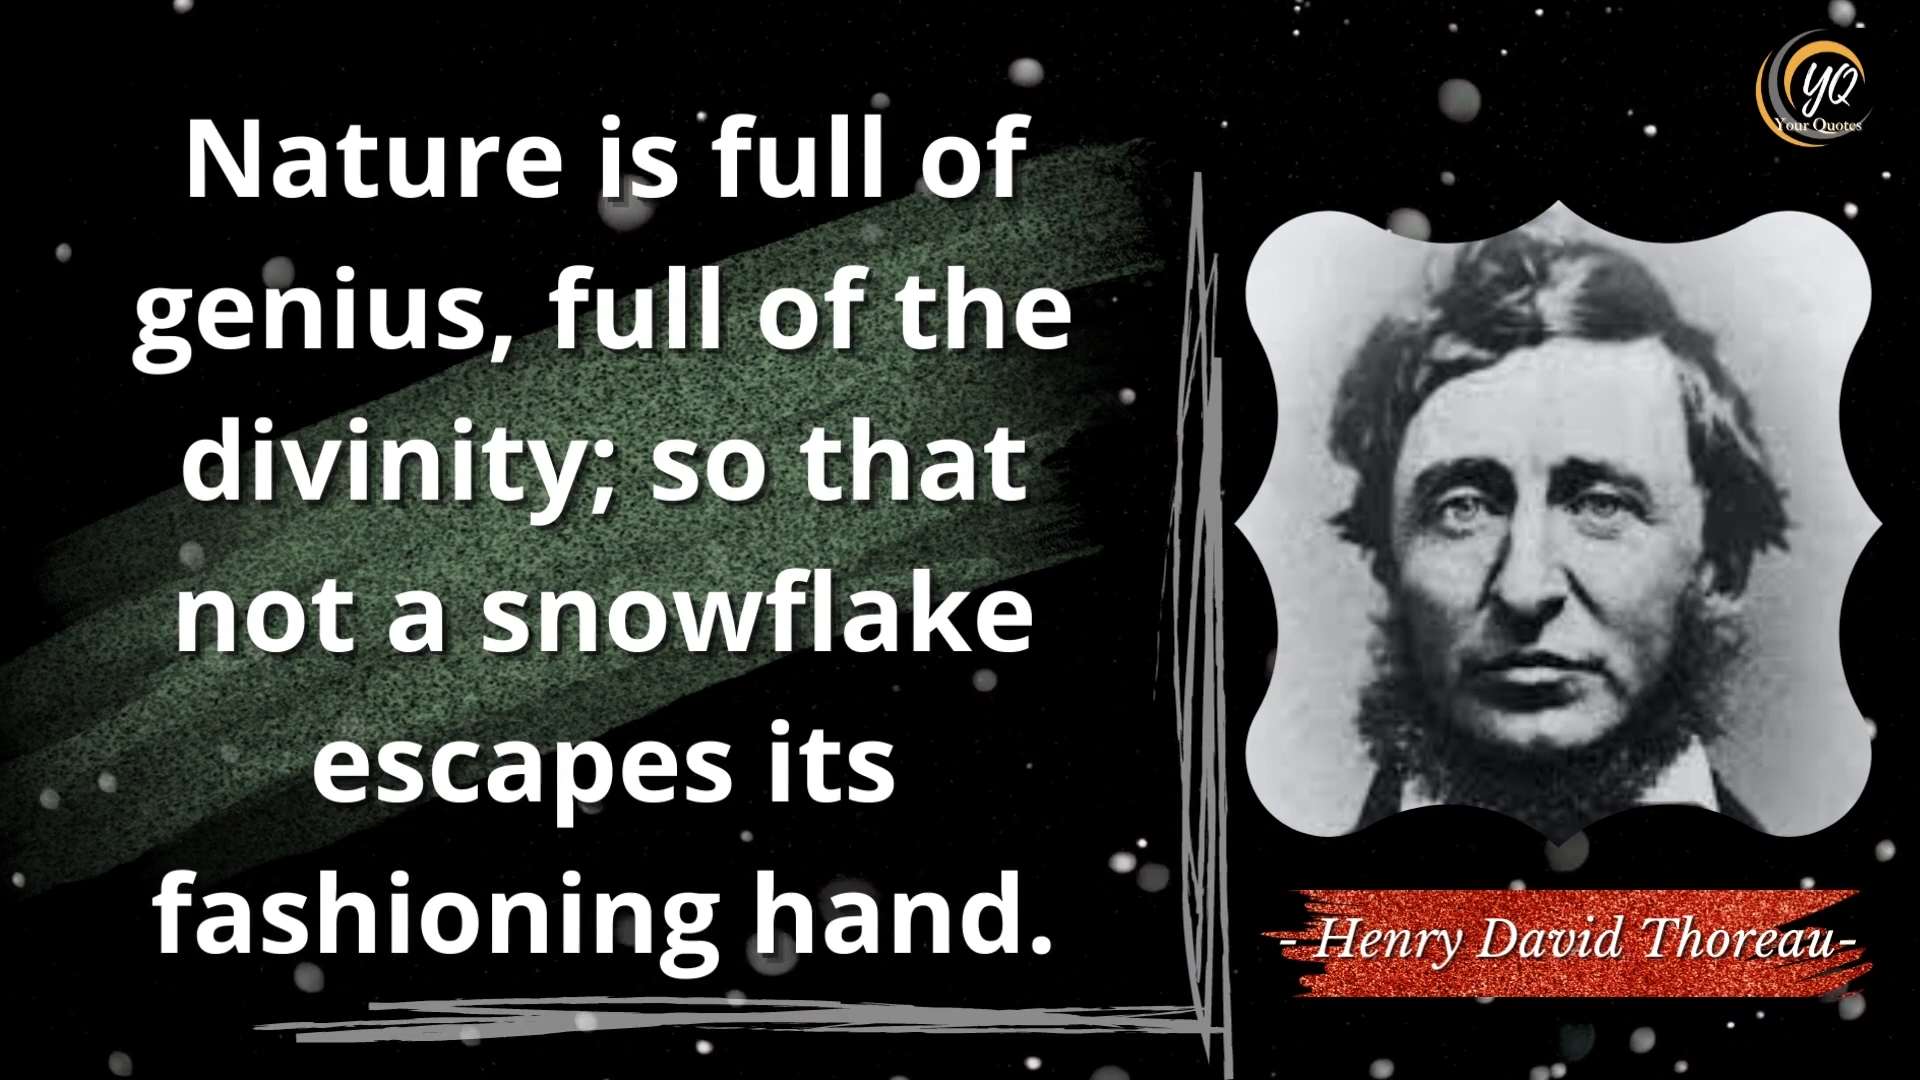 YQ
Your Quotes
Nature is full of
genius, full of the
divinity; so that
not a snowflake
escapes its
fashioning hand.
- Henry David Thoreau-